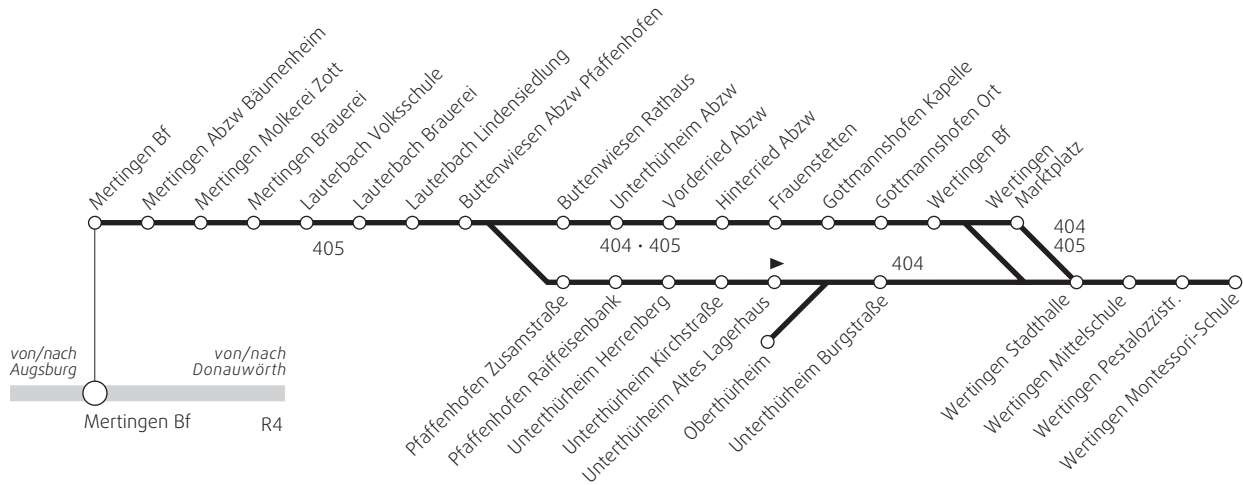 Mertingen Bf
Mertingen Abzw Bäumenheim
Mertingen Molkerei Zott
Mertingen Brauerei
Lauterbach Volksschule
Lauterbach Brauerei
Lauterbach Lindensiedlung
Buttenwiesen Abzw Pfaffenhofen
Buttenwiesen Rathaus
Unterthürheim Abzw
Vorderried Abzw
Hinterried Abzw
Frauenstetten
Gottmannshofen Kapelle
Gottmannshofen Ort
Wertingen Bf
Wertingen
Marktplatz
405
404 · 405
404
405
404
Pfaffenhofen Zusamstraße
Pfaffenhofen Raiffeisenbank
Unterthürheim Herrenberg
Unterthürheim Kirchstraße
Unterthürheim Altes Lagerhaus
Oberthürheim
Unterthürheim Burgstraße
Wertingen Stadthalle
Wertingen Mittelschule
Wertingen Pestalozzistr.
Wertingen Montessori-Schule
von/nach
Augsburg
von/nach
Donauwörth
Mertingen Bf
R4